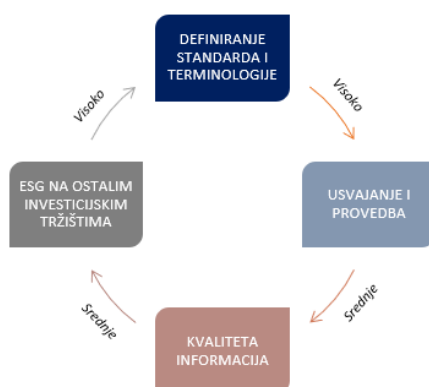 DEFINIRANJE
STANDARDA I
TERMINOLOGIJE
Visoko
Visoko
ESG NA OSTALIM
INVESTICIJSKIM
TRŽIŠTIMA
USVAJANJE I
PROVEDBA
Srednje
Srednje
KVALITETA
INFORMACIJA